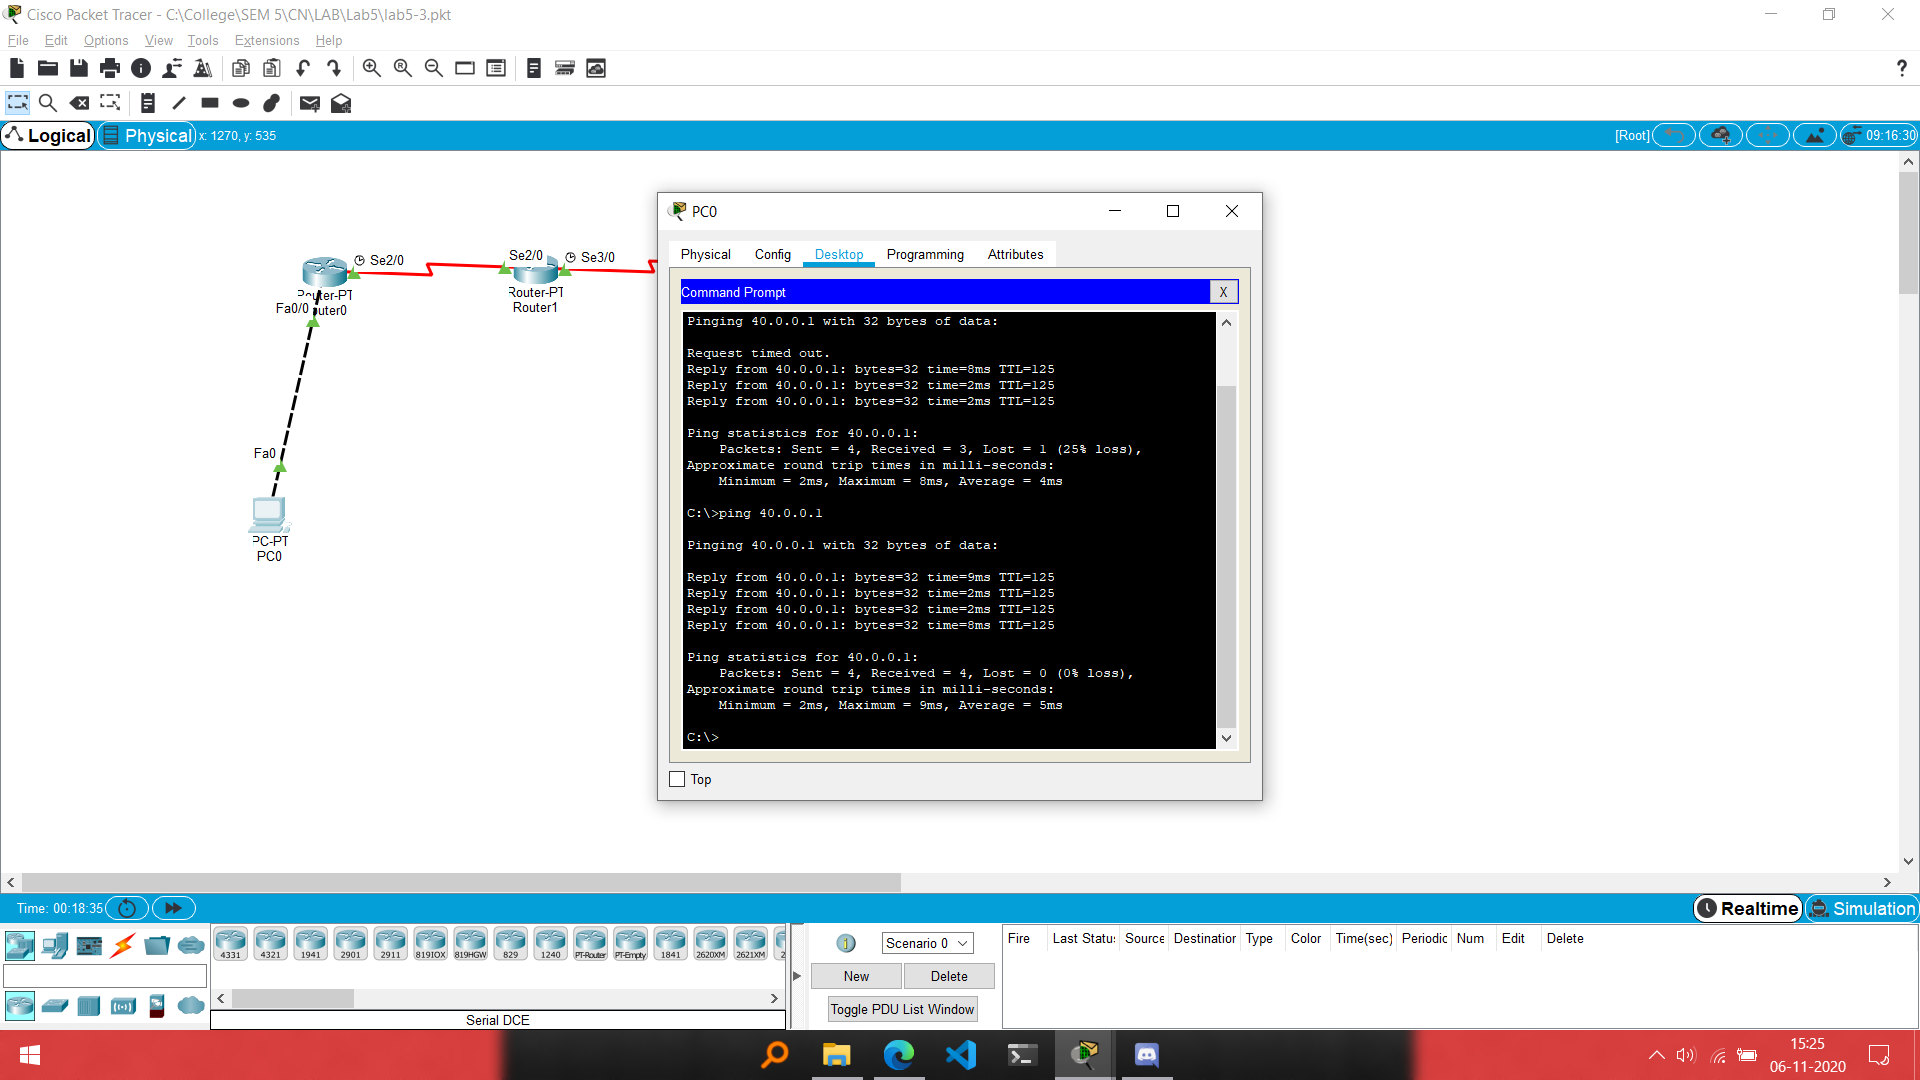 Cisco Packet Tracer - C:\College\SEM 5\CN\LAB\Lab5\lab5-3.pkt
File Edit Options View Tools Extensions Help
?
Logical Physical x: 1270, y: 535 [Root] 09:16:30
PC0
Physical Config Desktop Programming Attributes
Command Prompt X
Pinging 40.0.0.1 with 32 bytes of data:
Request timed out.
Reply from 40.0.0.1: bytes=32 time=8ms TTL=125
Reply from 40.0.0.1: bytes=32 time=2ms TTL=125
Reply from 40.0.0.1: bytes=32 time=2ms TTL=125
Ping statistics for 40.0.0.1:
Packets: Sent = 4, Received = 3, Lost = 1 (25% loss),
Approximate round trip times in milli-seconds:
Minimum = 2ms, Maximum = 8ms, Average = 4ms
C:\>ping 40.0.0.1
Pinging 40.0.0.1 with 32 bytes of data:
Reply from 40.0.0.1: bytes=32 time=9ms TTL=125
Reply from 40.0.0.1: bytes=32 time=2ms TTL=125
Reply from 40.0.0.1: bytes=32 time=2ms TTL=125
Reply from 40.0.0.1: bytes=32 time=8ms TTL=125
Ping statistics for 40.0.0.1:
Packets: Sent = 4, Received = 4, Lost = 0 (0% loss),
Approximate round trip times in milli-seconds:
Minimum = 2ms, Maximum = 9ms, Average = 5ms
C:\>
Top
Se2/0 Se2/0 Se3/0
Router-PT
uter0
Router-PT
Router1
Fa0/0
Fa0
PC-PT
PC0
Time: 00:18:35 Realtime Simulation
4331 4321 1941 2901 2911 819IOX 819HGW 829 1240 PT-Router PT-Empty 1841 2620XM 2621XM 2
Serial DCE
1 Scenario 0
New Delete
Toggle PDU List Window
Fire Last Status Source Destination Type Color Time(sec) Periodic Num Edit Delete
15:25
06-11-2020